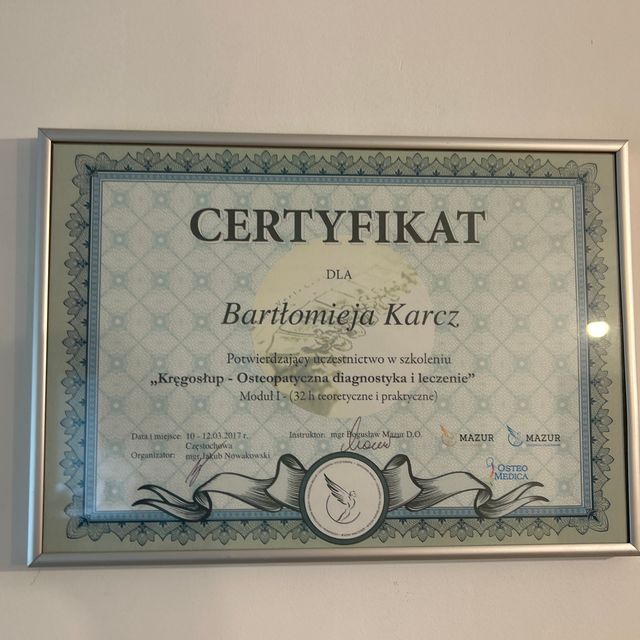 CERTYFIKAT
DLA
Bartłomieja Karcz
Potwierdzający uczestnictwo w szkoleniu
„Kręgosłup - Osteopatyczna diagnostyka i leczenie”
Moduł I - (32 h teoretyczne i praktyczne)
Data i miejsce: 10 - 12.03.2017 r.,
Częstochowa
Organizator: mgr Jakub Nowakowski
Instruktor: mgr Bogusław Mazur D.O.
MAZUR
MAZUR
OSTEO
MEDICA